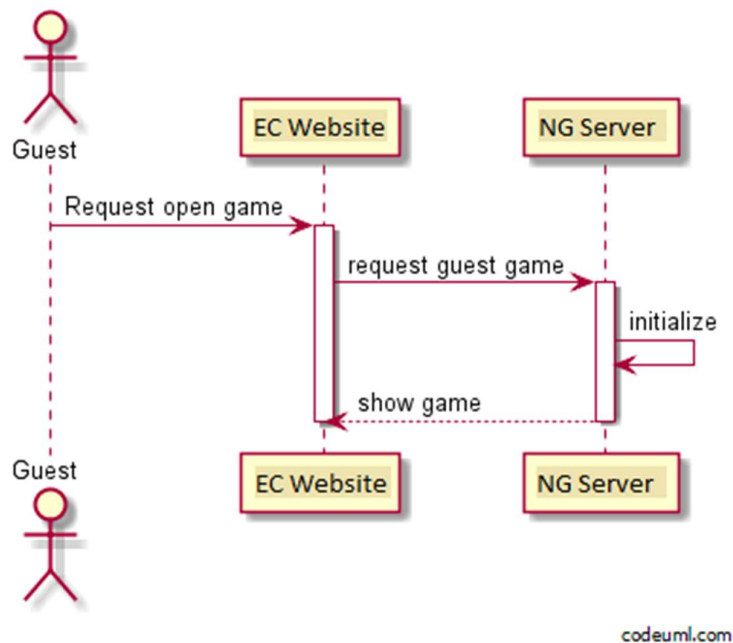 Guest
EC Website
NG Server
Request open game
request guest game
initialize
show game
Guest
EC Website
NG Server
codeuml.com